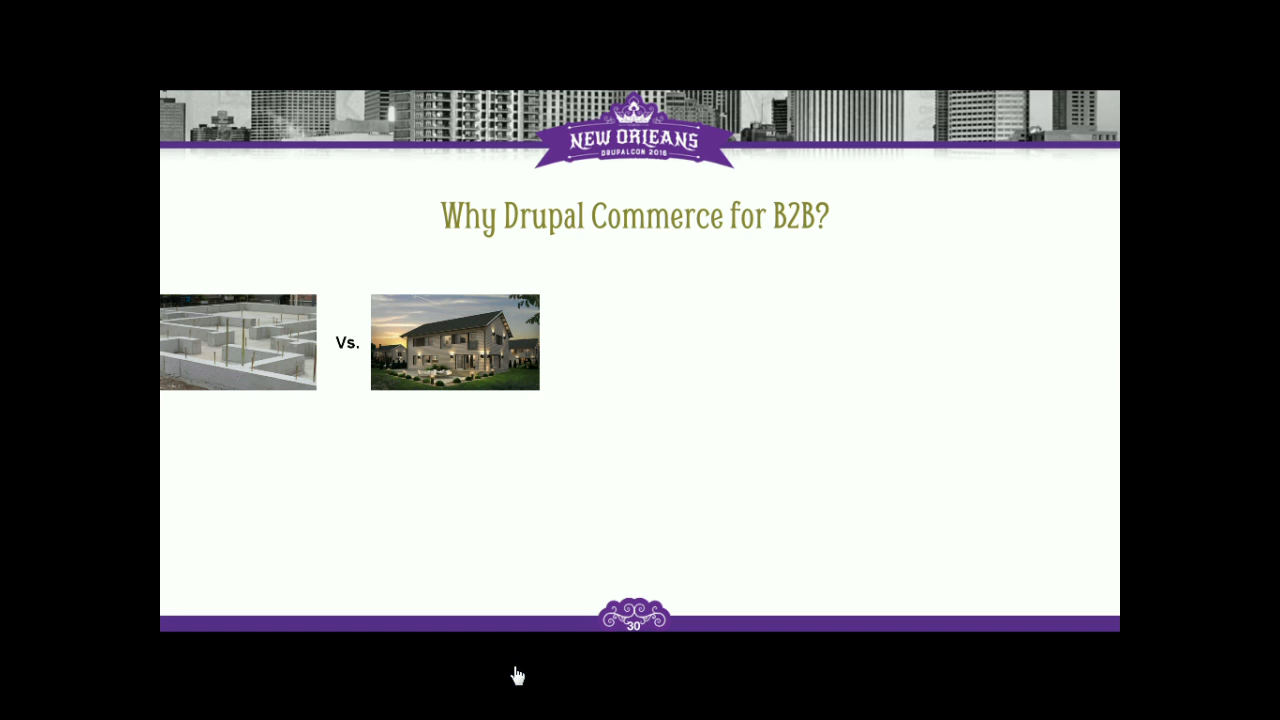 NEW ORLEANS
DRUPALCON 2016
Why Drupal Commerce for B2B?
Vs.
30